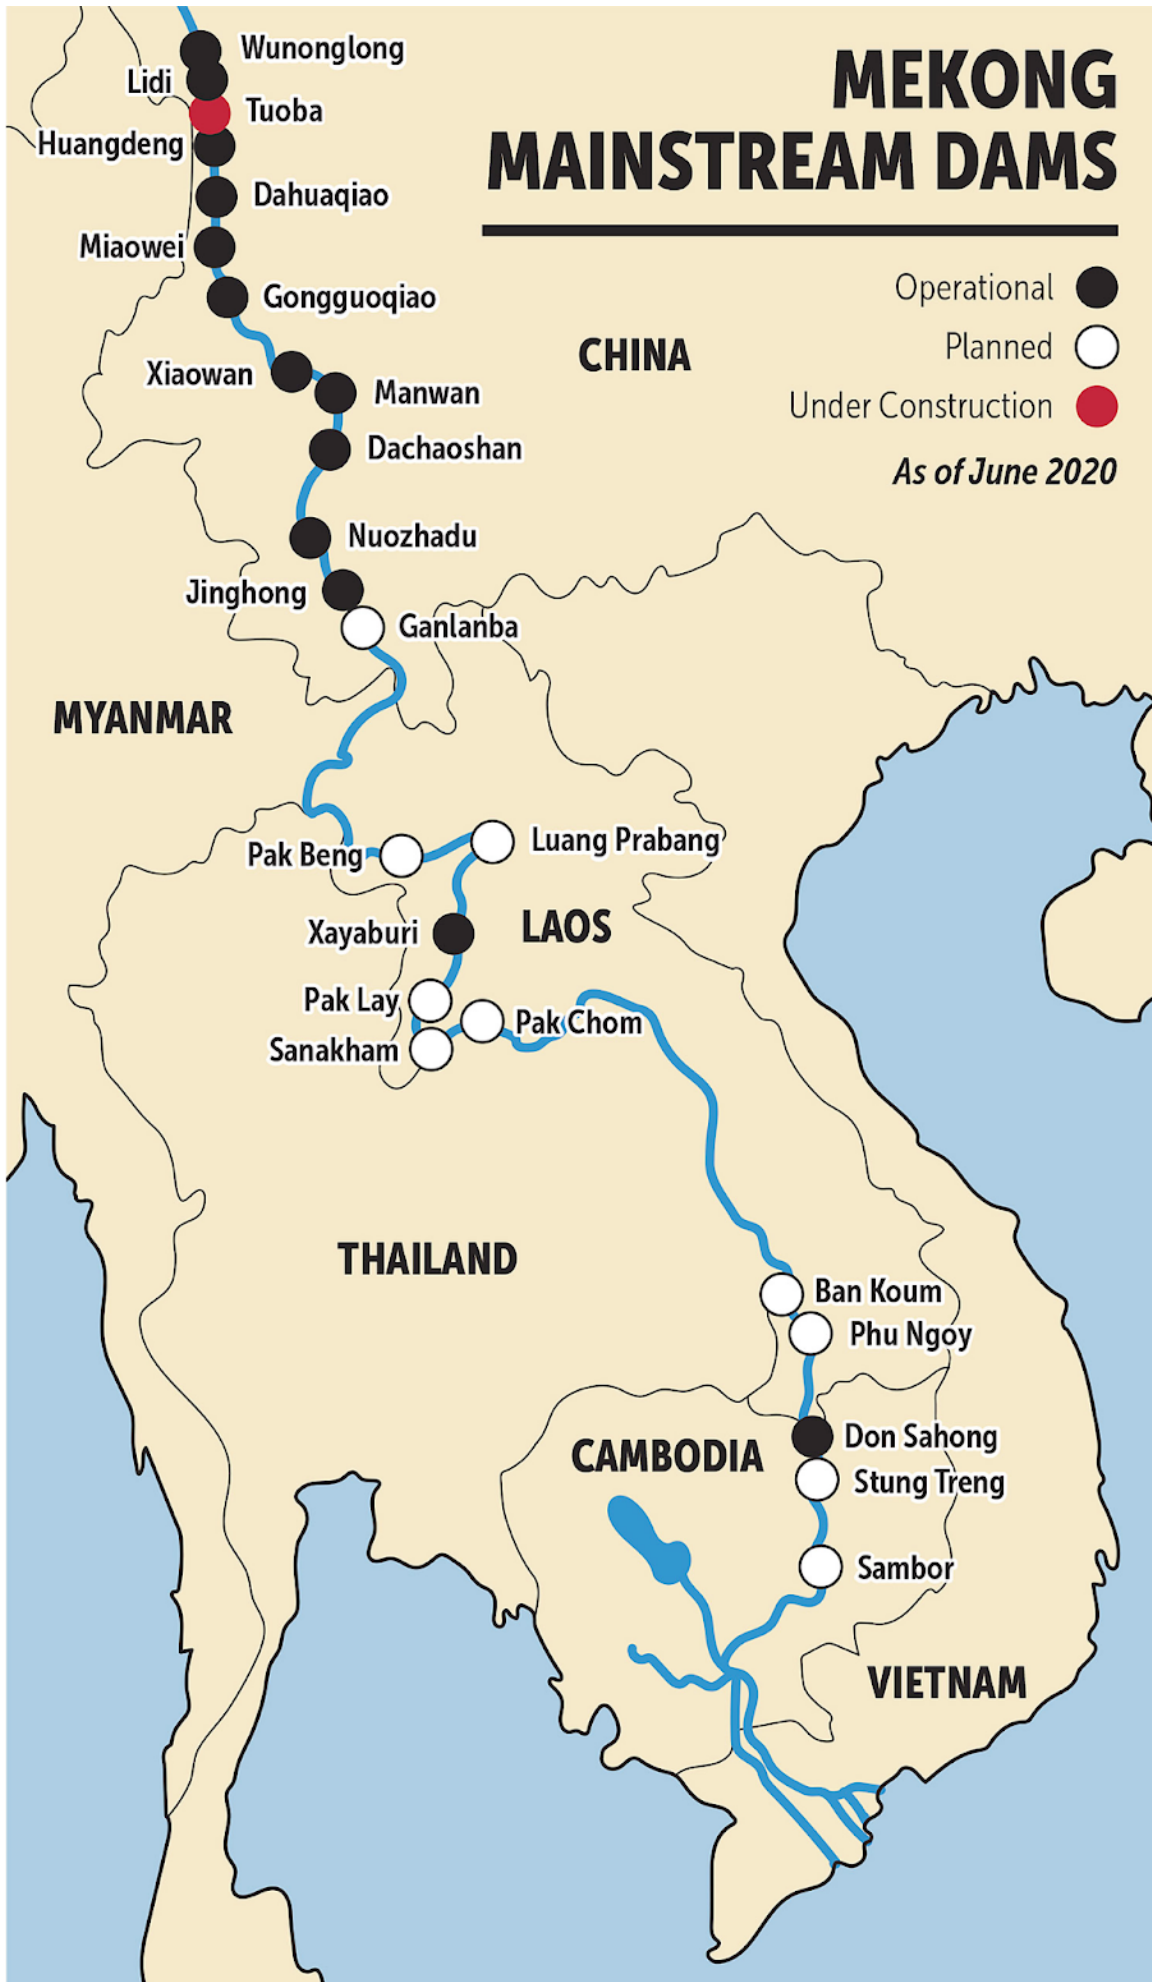 MEKONG
MAINSTREAM DAMS
Operational
Planned
Under Construction
As of June 2020
Wunonglong
Lidi
Tuoba
Huangdeng
Dahuaqiao
Miaowei
Gongguoqiao
CHINA
Xiaowan
Manwan
Dachaoshan
Nuozhadu
Jinghong
Ganlanba
MYANMAR
Pak Beng
Luang Prabang
LAOS
Xayaburi
Pak Lay
Pak Chom
Sanakham
THAILAND
Ban Koum
Phu Ngoy
CAMBODIA
Don Sahong
Stung Treng
Sambor
VIETNAM